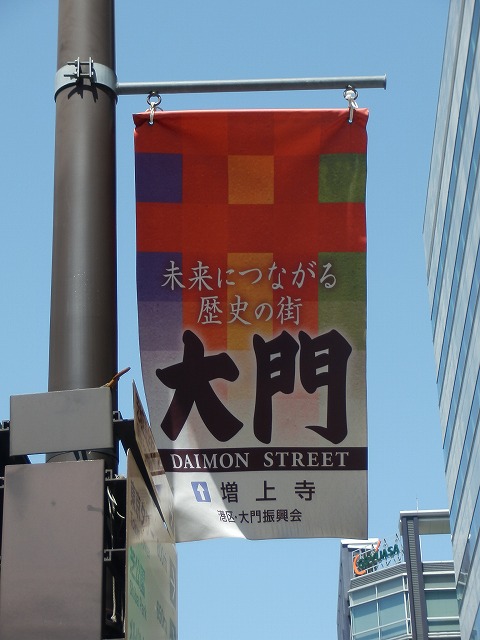 未来につながる
歴史の街
大門
DAIMON STREET
増上寺
港区・大門振興会